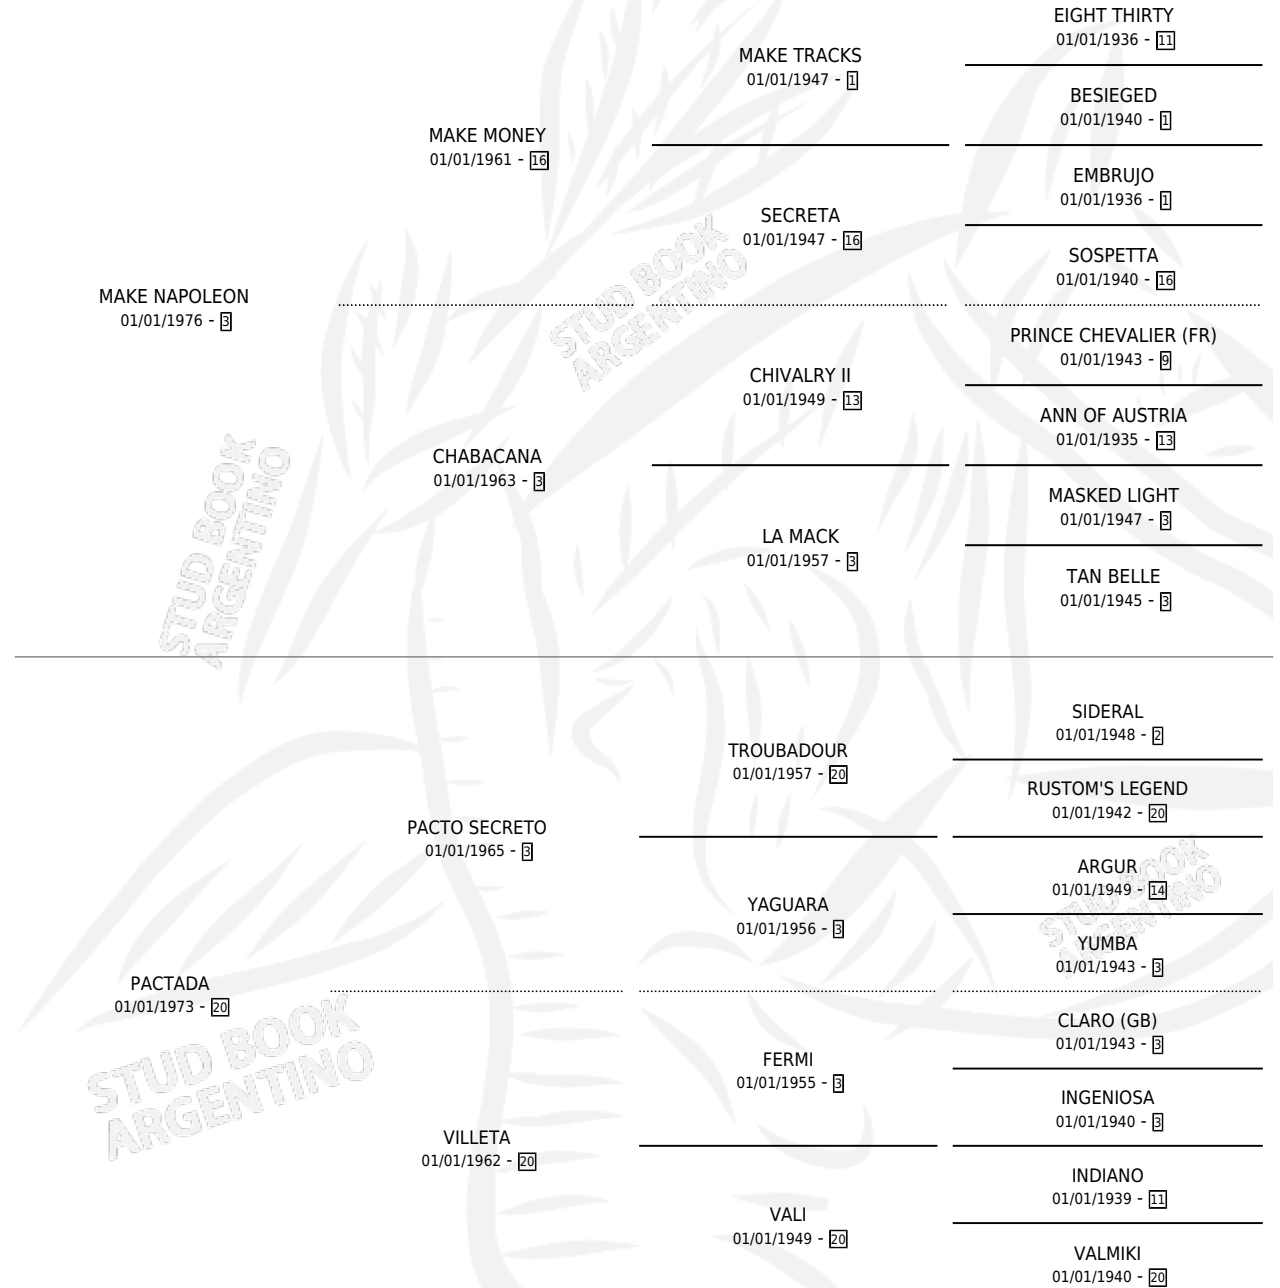 EIGHT THIRTY
01/01/1936 - 11
MAKE TRACKS
01/01/1947 - 1
BESIEGED
01/01/1940 - 1
MAKE MONEY
01/01/1961 - 16
EMBRUJO
01/01/1936 - 1
SECRETA
01/01/1947 - 16
SOSPETTA
01/01/1940 - 16
MAKE NAPOLEON
01/01/1976 - 3
PRINCE CHEVALIER (FR)
01/01/1943 - 9
CHIVALRY II
01/01/1949 - 13
ANN OF AUSTRIA
01/01/1935 - 13
CHABACANA
01/01/1963 - 3
MASKED LIGHT
01/01/1947 - 3
LA MACK
01/01/1957 - 3
TAN BELLE
01/01/1945 - 3
SIDERAL
01/01/1948 - 2
TROUBADOUR
01/01/1957 - 20
RUSTOM'S LEGEND
01/01/1942 - 20
PACTO SECRETO
01/01/1965 - 3
ARGUR
01/01/1949 - 14
YAGUARA
01/01/1956 - 3
YUMBA
01/01/1943 - 3
PACTADA
01/01/1973 - 20
CLARO (GB)
01/01/1943 - 3
FERMI
01/01/1955 - 3
INGENIOSA
01/01/1940 - 3
VILLETA
01/01/1962 - 20
INDIANO
01/01/1939 - 11
VALI
01/01/1949 - 20
VALMIKI
01/01/1940 - 20
STUD BOOK
ARGENTINO
STUD BOOK
ARGENTINO
STUD BOOK
ARGENTINO
STUD BOOK
ARGENTINO